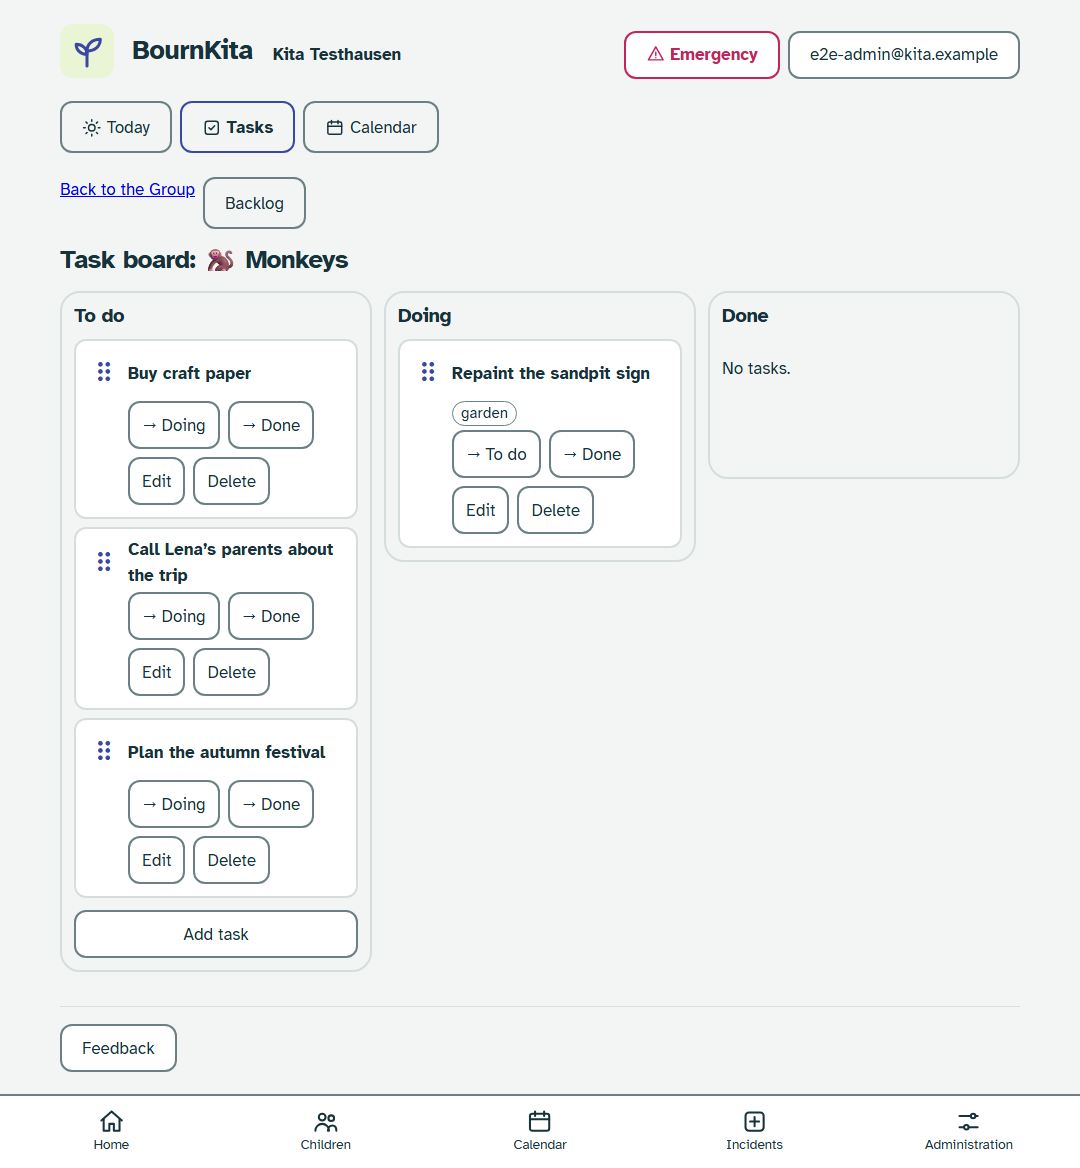 BournKita Kita Testhausen
Emergency
e2e-admin@kita.example
Today
Tasks
Calendar
Back to the Group
Backlog
Task board: 🐒 Monkeys
To do
Buy craft paper
→ Doing
→ Done
Edit
Delete
Call Lena’s parents about
the trip
→ Doing
→ Done
Edit
Delete
Plan the autumn festival
→ Doing
→ Done
Edit
Delete
Add task
Doing
Repaint the sandpit sign
garden
→ To do
→ Done
Edit
Delete
Done
No tasks.
Feedback
Home
Children
Calendar
Incidents
Administration